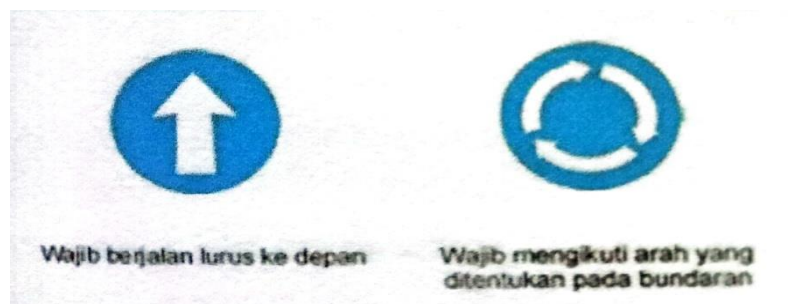 Wajib berjalan lurus ke depan
Wajib mengikuti arah yang
ditentukan pada bundaran